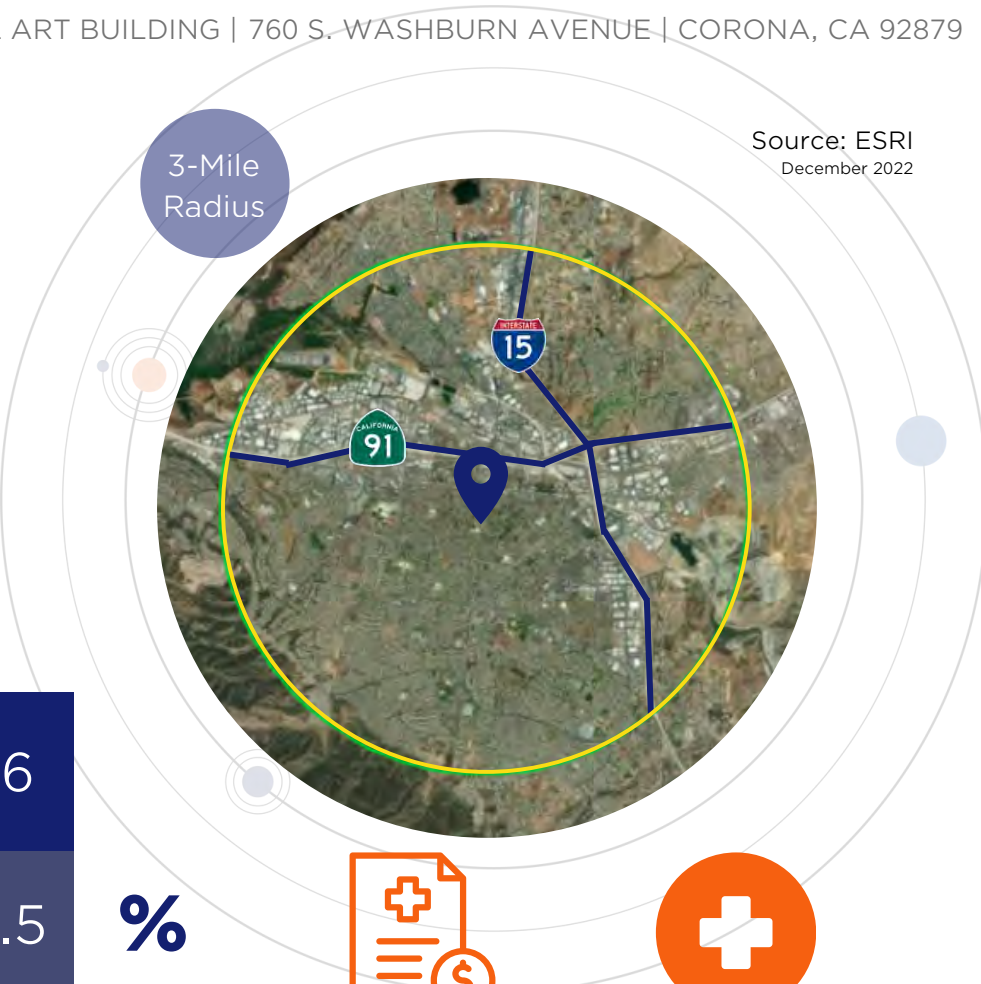 ART BUILDING | 760 S. WASHBURN AVENUE | CORONA, CA 92879
Source: ESRI
December 2022
3-Mile
Radius
INTERSTATE
15
CALIFORNIA
91
6
.5
%
$